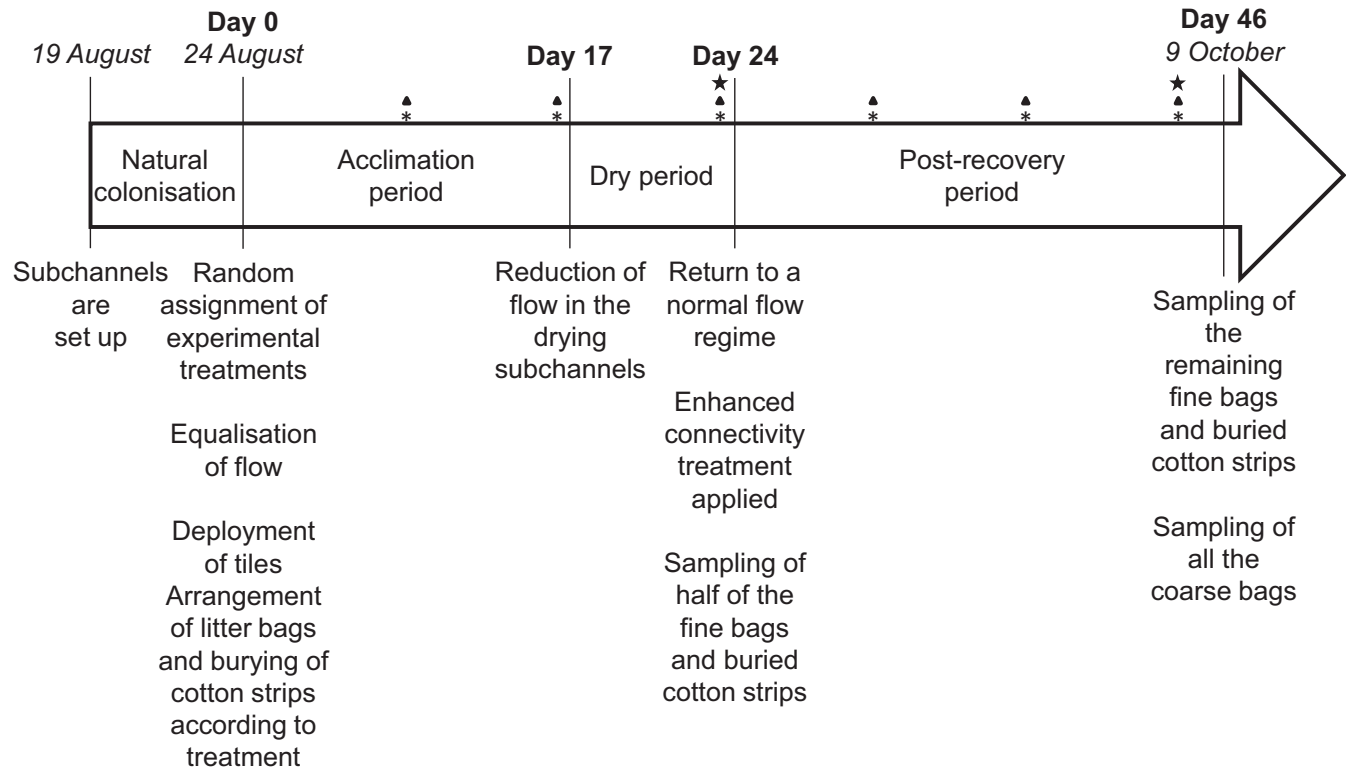 Day 0
19 August
24 August
Day 17
Day 24
Day 46
9 October
★
★
▲
▲
▲
▲
▲
▲
*
*
*
*
*
*
Natural
colonisation
Acclimation
period
Dry period
Post-recovery
period
Subchannels
are
set up
Random
assignment of
experimental
treatments
Equalisation
of flow
Deployment
of tiles
Arrangement
of litter bags
and burying of
cotton strips
according to
treatment
Reduction of
flow in the
drying
subchannels
Return to a
normal flow
regime
Enhanced
connectivity
treatment
applied
Sampling of
half of the
fine bags
and buried
cotton strips
Sampling of
the
remaining
fine bags
and buried
cotton strips
Sampling of
all the
coarse bags